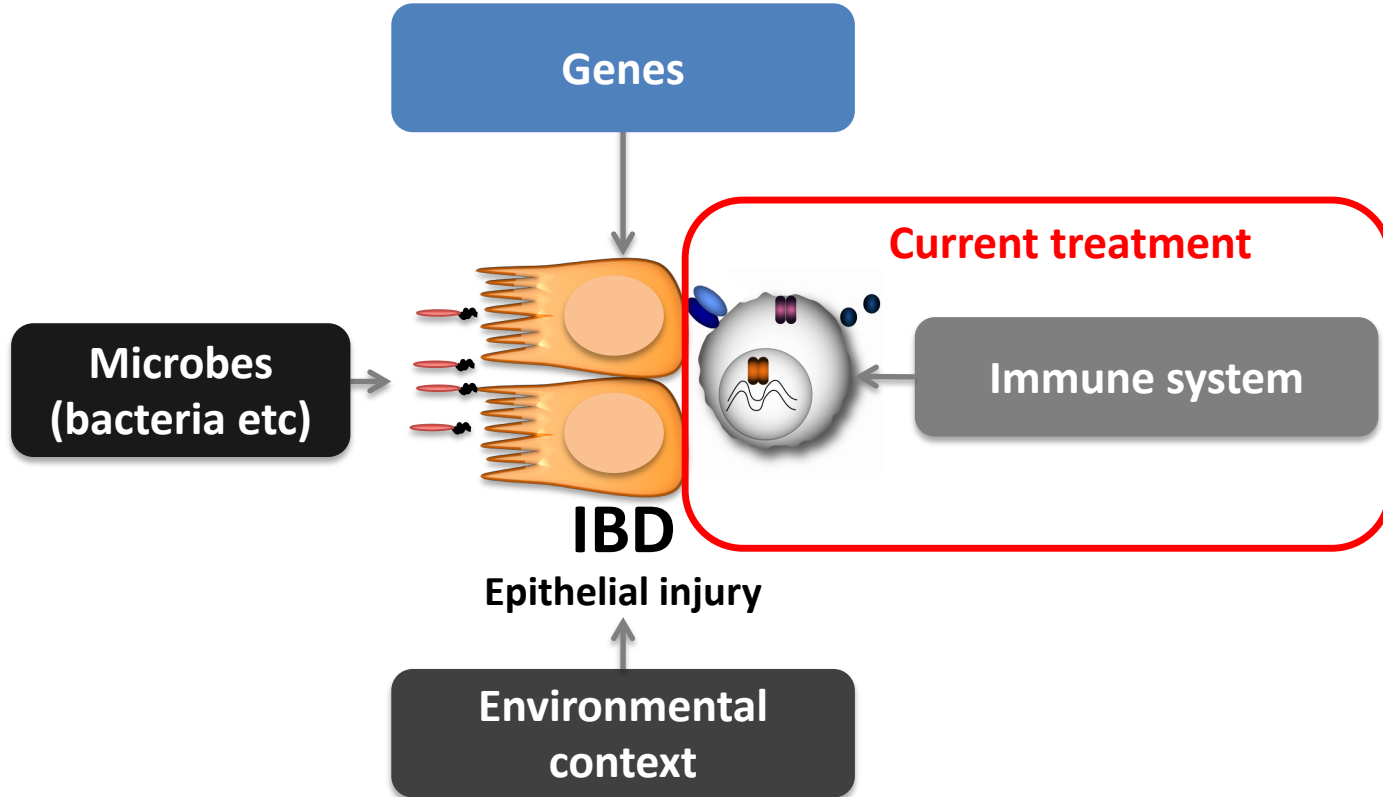 Genes
Current treatment
Microbes
(bacteria etc)
Immune system
IBD
Epithelial injury
Environmental
context